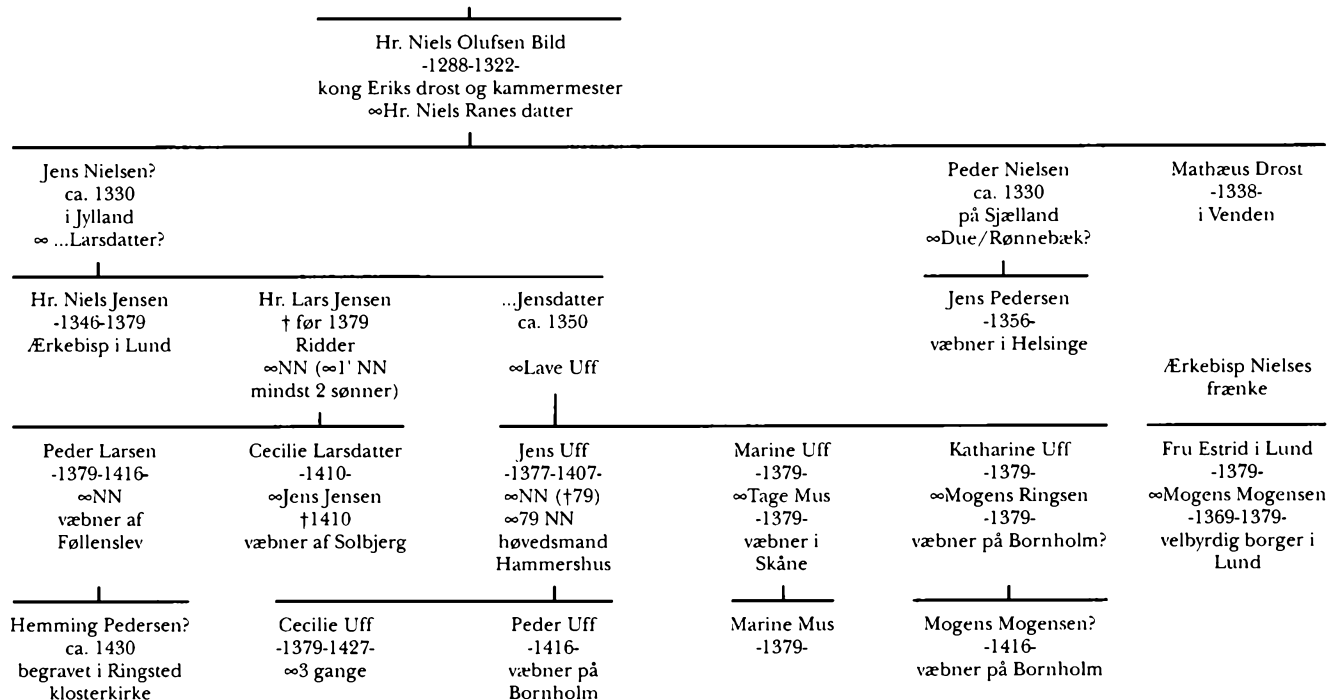 Hr. Niels Olufsen Bild
-1288-1322-
kong Eriks drost og kammermester
∞Hr. Niels Ranes datter
Jens Nielsen?
ca. 1330
i Jylland
∞ ...Larsdatter?
Peder Nielsen
ca. 1330
på Sjælland
∞Due/Rønnebæk?
Mathæus Drost
-1338-
i Venden
Hr. Niels Jensen
-1346-1379
Ærkebisp i Lund
Hr. Lars Jensen
† før 1379
Ridder
∞NN (∞1' NN
mindst 2 sønner)
...Jensdatter
ca. 1350
∞Lave Uff
Jens Pedersen
-1356-
væbner i Helsinge
Ærkebisp Nielses
frænke
Peder Larsen
-1379-1416-
∞NN
væbner af
Føllenslev
Cecilie Larsdatter
-1410-
∞Jens Jensen
†1410
væbner af Solbjerg
Jens Uff
-1377-1407-
∞NN (†79)
∞79 NN
høvedsmand
Hammershus
Marine Uff
-1379-
∞Tage Mus
-1379-
væbner i
Skåne
Katharine Uff
-1379-
∞Mogens Ringsen
-1379-
væbner på Bornholm?
Fru Estrid i Lund
-1379-
∞Mogens Mogensen
-1369-1379-
velbyrdig borger i
Lund
Hemming Pedersen?
ca. 1430
begravet i Ringsted
klosterkirke
Cecilie Uff
-1379-1427-
∞3 gange
Peder Uff
-1416-
væbner på
Bornholm
Marine Mus
-1379-
Mogens Mogensen?
-1416-
væbner på Bornholm